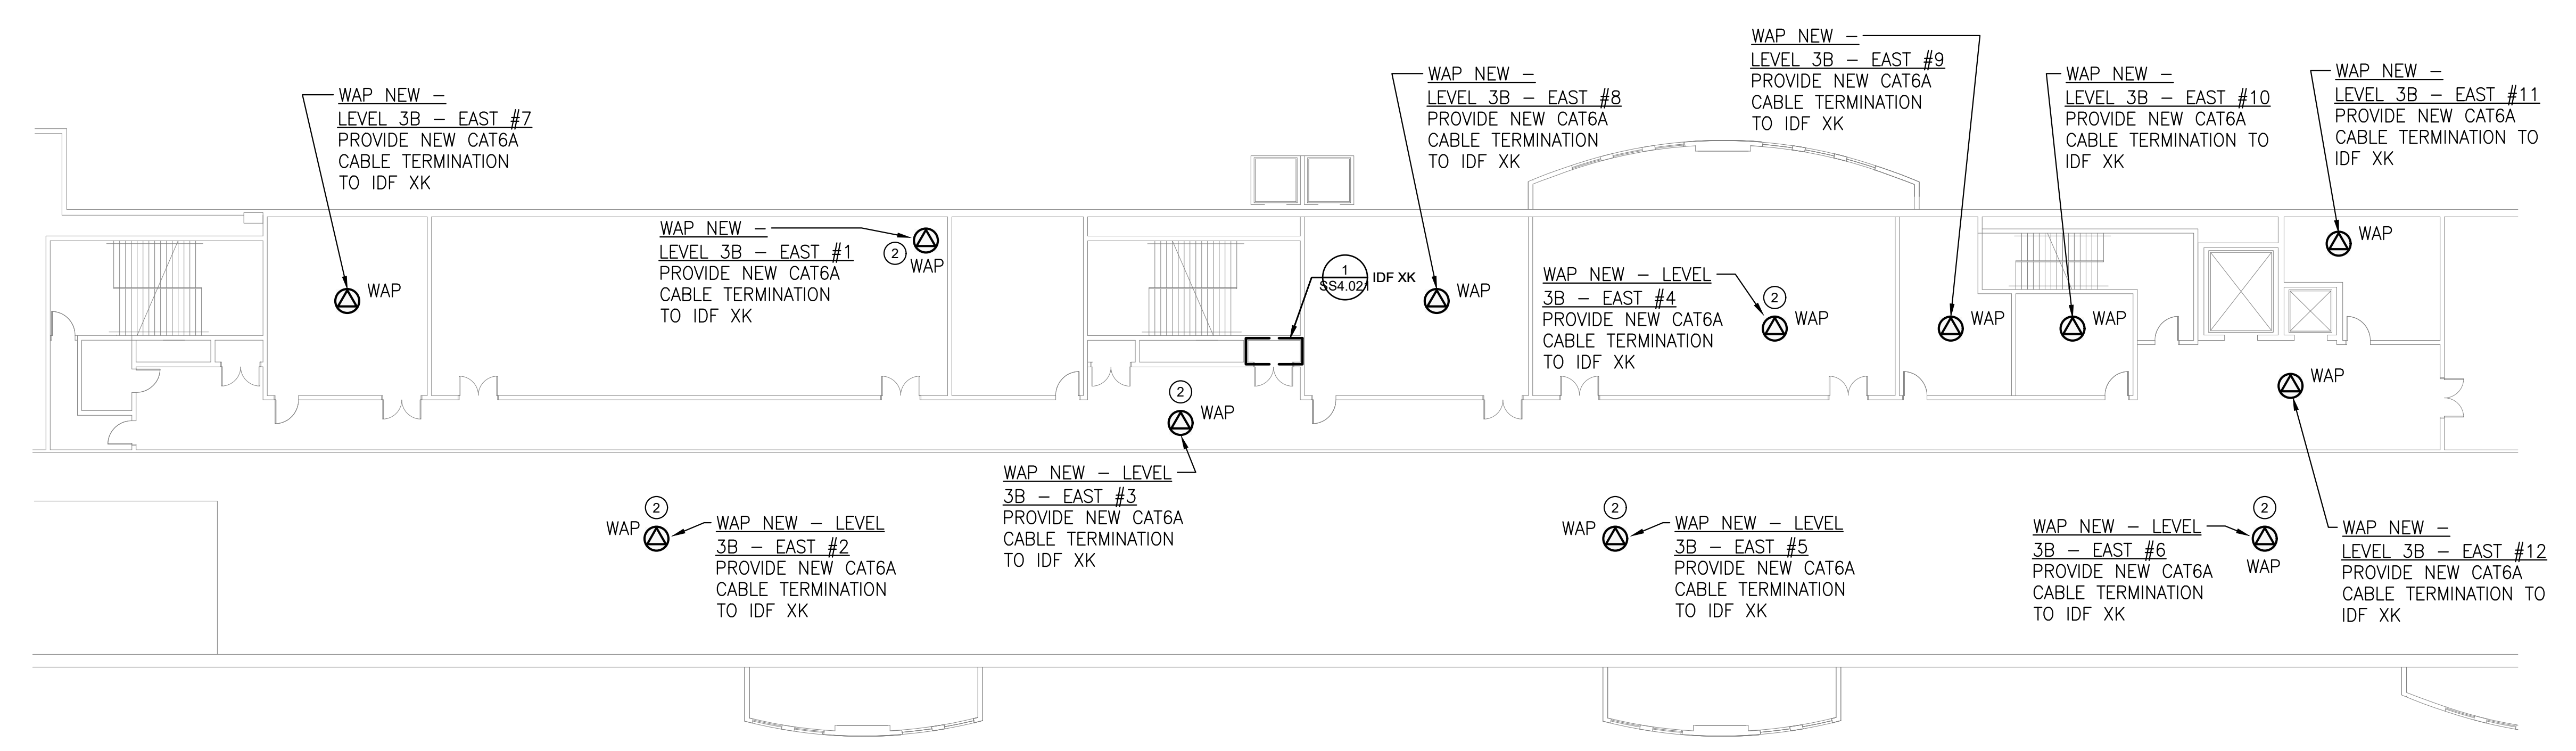 WAP NEW –
LEVEL 3B – EAST #7
PROVIDE NEW CAT6A
CABLE TERMINATION
TO IDF XK
WAP
WAP NEW –
LEVEL 3B – EAST #1
PROVIDE NEW CAT6A
CABLE TERMINATION
TO IDF XK
2
WAP
1
SS4.021
IDF XK
WAP NEW –
LEVEL 3B – EAST #8
PROVIDE NEW CAT6A
CABLE TERMINATION
TO IDF XK
WAP
WAP NEW –
LEVEL 3B – EAST #9
PROVIDE NEW CAT6A
CABLE TERMINATION
TO IDF XK
WAP
WAP NEW –
LEVEL 3B – EAST #10
PROVIDE NEW CAT6A
CABLE TERMINATION TO
IDF XK
WAP
WAP NEW –
LEVEL 3B – EAST #11
PROVIDE NEW CAT6A
CABLE TERMINATION TO
IDF XK
WAP
WAP NEW – LEVEL
3B – EAST #4
PROVIDE NEW CAT6A
CABLE TERMINATION
TO IDF XK
2
WAP
WAP
2
WAP
WAP NEW – LEVEL
3B – EAST #3
PROVIDE NEW CAT6A
CABLE TERMINATION
TO IDF XK
2
WAP
WAP NEW – LEVEL
3B – EAST #2
PROVIDE NEW CAT6A
CABLE TERMINATION
TO IDF XK
2
WAP
WAP NEW – LEVEL
3B – EAST #5
PROVIDE NEW CAT6A
CABLE TERMINATION
TO IDF XK
WAP NEW – LEVEL
3B – EAST #6
PROVIDE NEW CAT6A
CABLE TERMINATION
TO IDF XK
2
WAP
WAP NEW –
LEVEL 3B – EAST #12
PROVIDE NEW CAT6A
CABLE TERMINATION TO
IDF XK